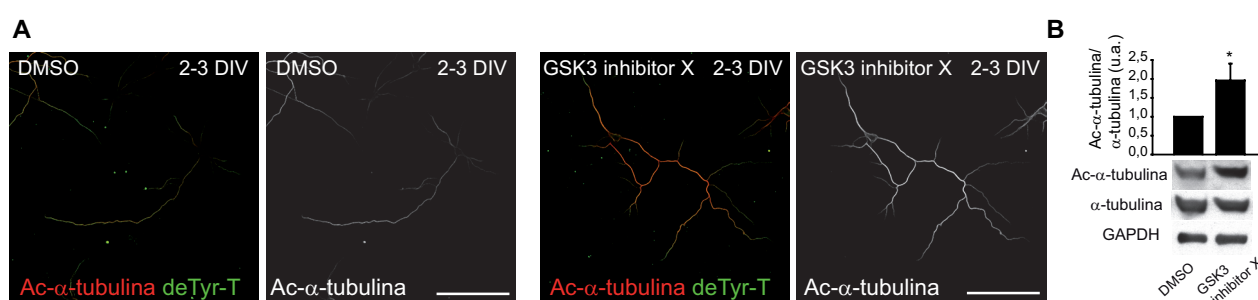 A
DMSO 2-3 DIV
Ac-α-tubulina deTyr-T
DMSO 2-3 DIV
Ac-α-tubulina
GSK3 inhibitor X 2-3 DIV
Ac-α-tubulina deTyr-T
GSK3 inhibitor X 2-3 DIV
Ac-α-tubulina
B
Ac-α-tubulina/
α-tubulina (u.a.)
2,5
2,0
1,5
1,0
0,5
0,0
*
Ac-α-tubulina
α-tubulina
GAPDH
DMSO
GSK3
inhibitor X